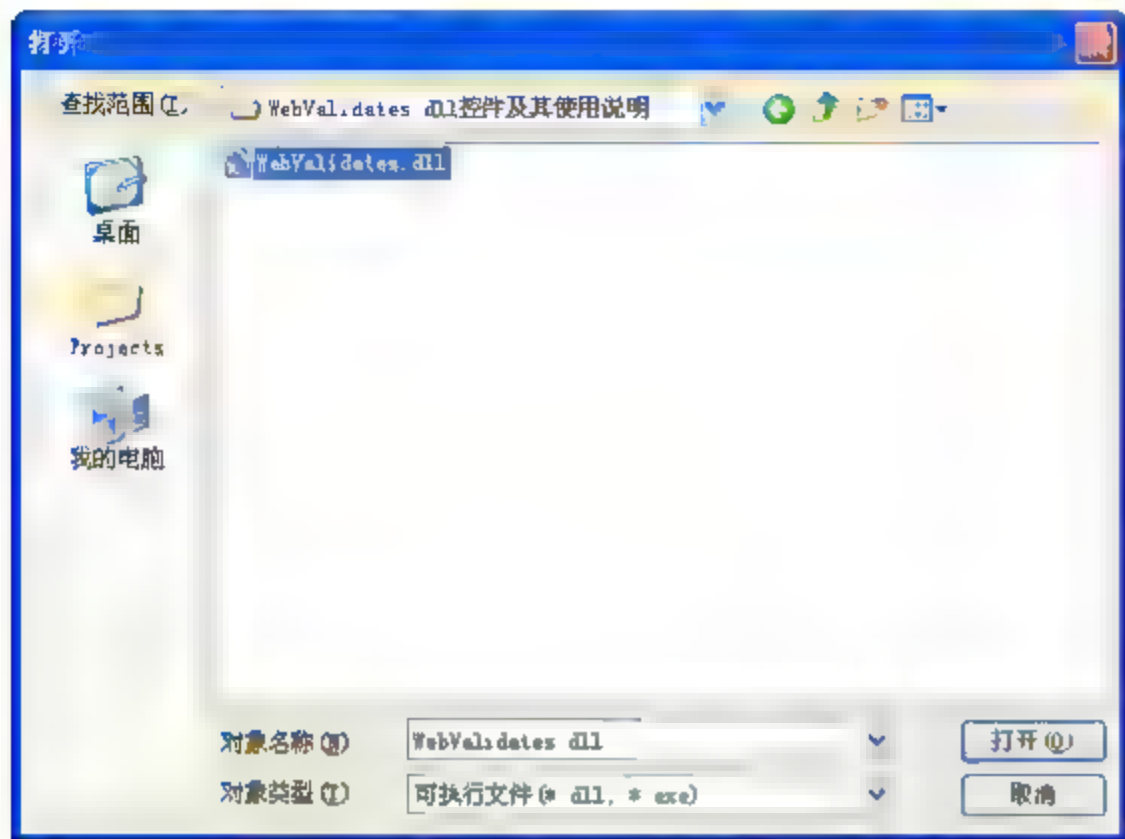 打开
查找范围(I)
WebValidates dll控件及其使用说明
WebValidates.dll
桌面
Projects
我的电脑
对象名称(N)
WebValidates dll
打开(O)
对象类型(T)
可执行文件(* dll, * exe)
取消